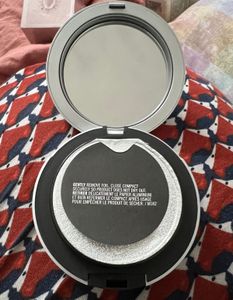 GENTLY REMOVE FOIL. CLOSE COMPACT
SECURELY SO PRODUCT DOES NOT DRY OUT.
RETIRER DÉLICATEMENT LE PAPIER ALUMINIUM
ET BIEN REFERMER LE COMPACT APRÈS USAGE
POUR EMPÊCHER LE PRODUIT DE SÉCHER. /